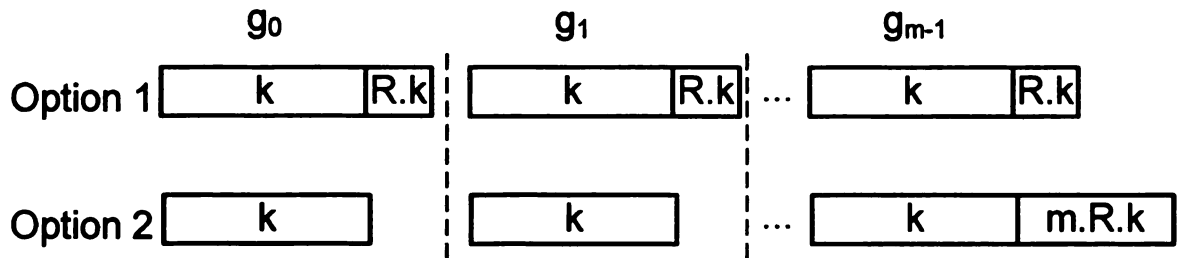 g0 g1 gm-1
Option 1 k R.k k R.k ... k R.k
Option 2 k k ... k m.R.k